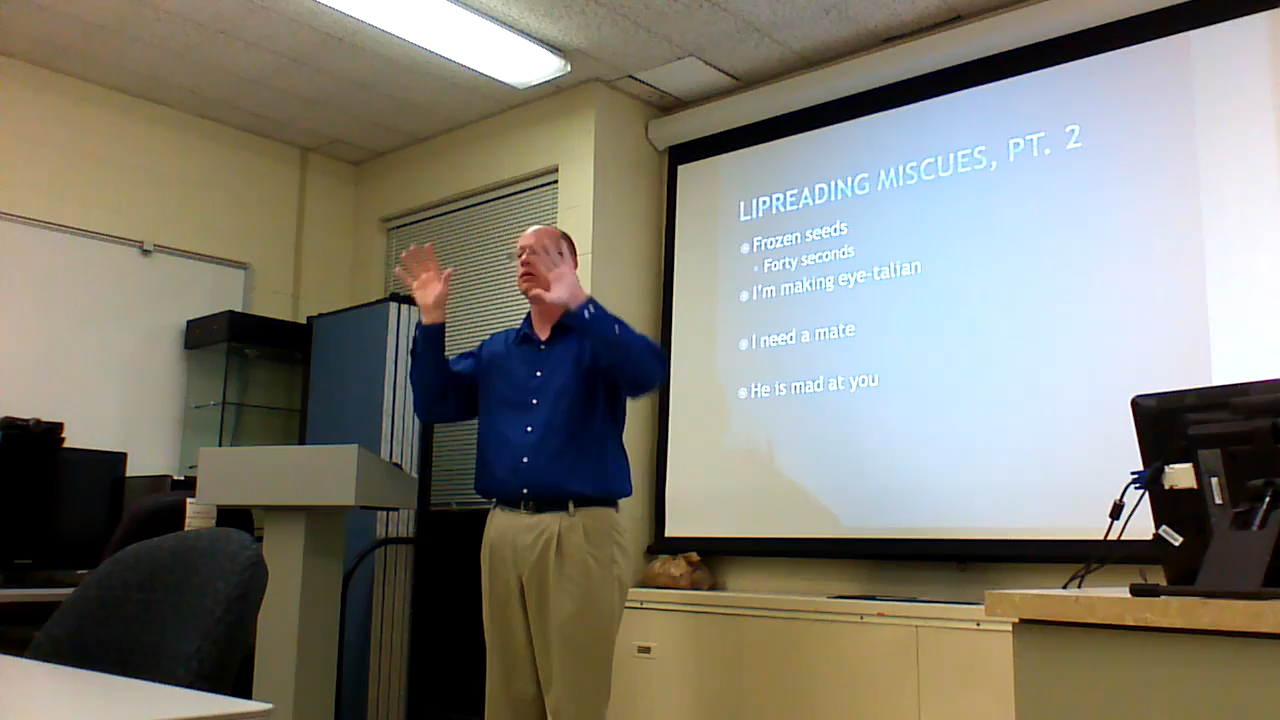 LIPREADING MISCUES, PT. 2
Frozen seeds
Forty seconds
I'm making eye-talian
I need a mate
He is mad at you